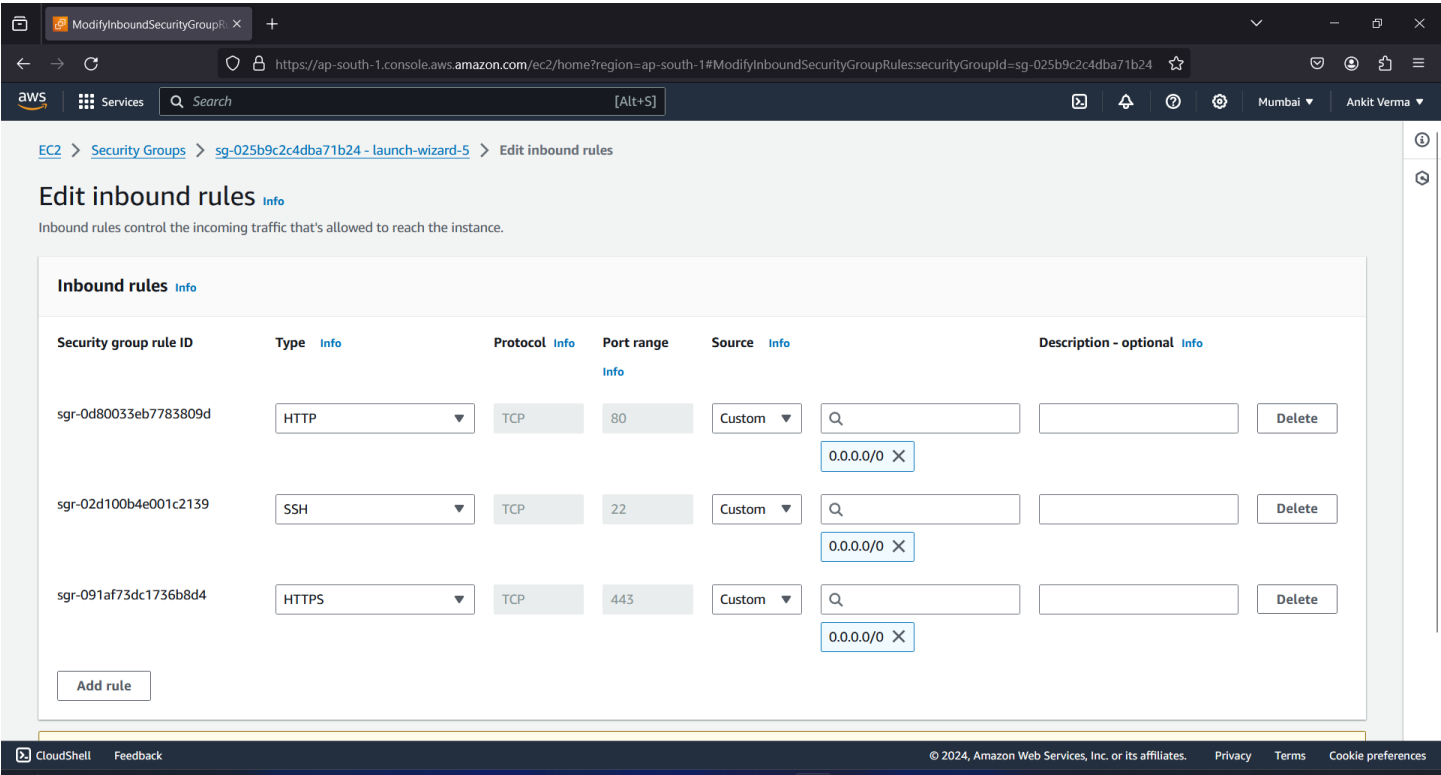 ModifyInboundSecurityGroupRu
https://ap-south-1.console.aws.amazon.com/ec2/home?region=ap-south-1#ModifyInboundSecurityGroupRules:securityGroupId=sg-025b9c2c4dba71b24
aws Services Search [Alt+S] Mumbai Ankit Verma
EC2 > Security Groups > sg-025b9c2c4dba71b24 - launch-wizard-5 > Edit inbound rules
Edit inbound rules Info
Inbound rules control the incoming traffic that's allowed to reach the instance.
Inbound rules Info
Security group rule ID Type Info Protocol Info Port range Source Info Description - optional Info
Info
sgr-0d80033eb7783809d HTTP TCP 80 Custom Delete
0.0.0.0/0
sgr-02d100b4e001c2139 SSH TCP 22 Custom Delete
0.0.0.0/0
sgr-091af73dc1736b8d4 HTTPS TCP 443 Custom Delete
0.0.0.0/0
Add rule
CloudShell Feedback © 2024, Amazon Web Services, Inc. or its affiliates. Privacy Terms Cookie preferences